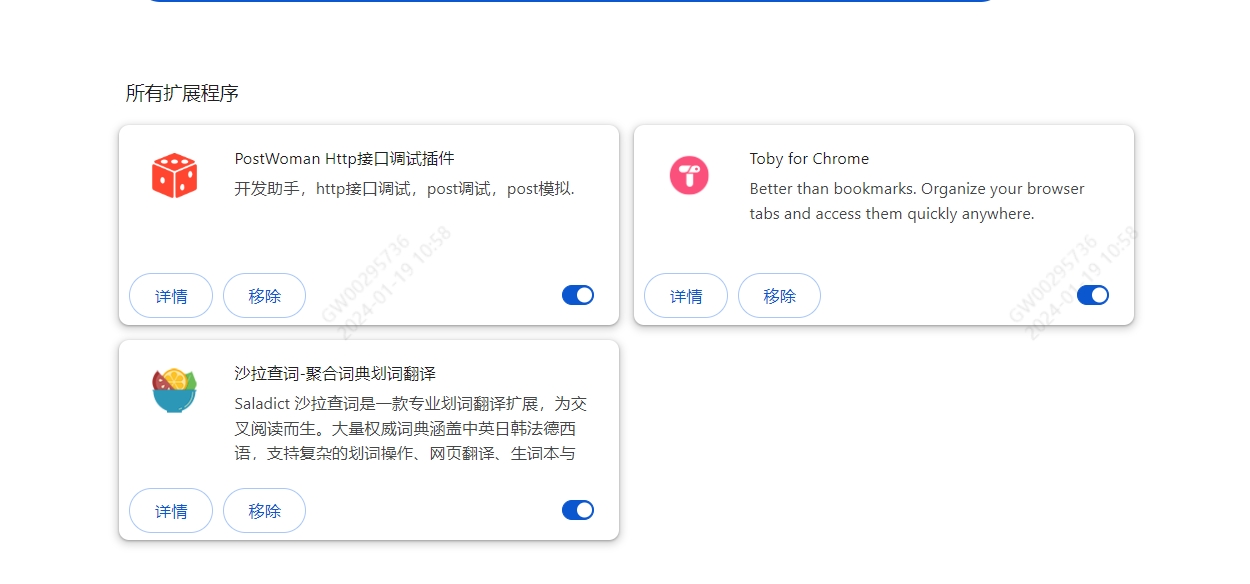 所有扩展程序
PostWoman Http接口调试插件
开发助手，http接口调试，post调试，post模拟.
详情
移除
Toby for Chrome
Better than bookmarks. Organize your browser
tabs and access them quickly anywhere.
详情
移除
沙拉查词-聚合词典划词翻译
Saladict 沙拉查词是一款专业划词翻译扩展，为交
叉阅读而生。大量权威词典涵盖中英日韩法德西
语，支持复杂的划词操作、网页翻译、生词本与
详情
移除
GW00295736
2024-01-19 10:58
GW00295736
2024-01-19 10:58